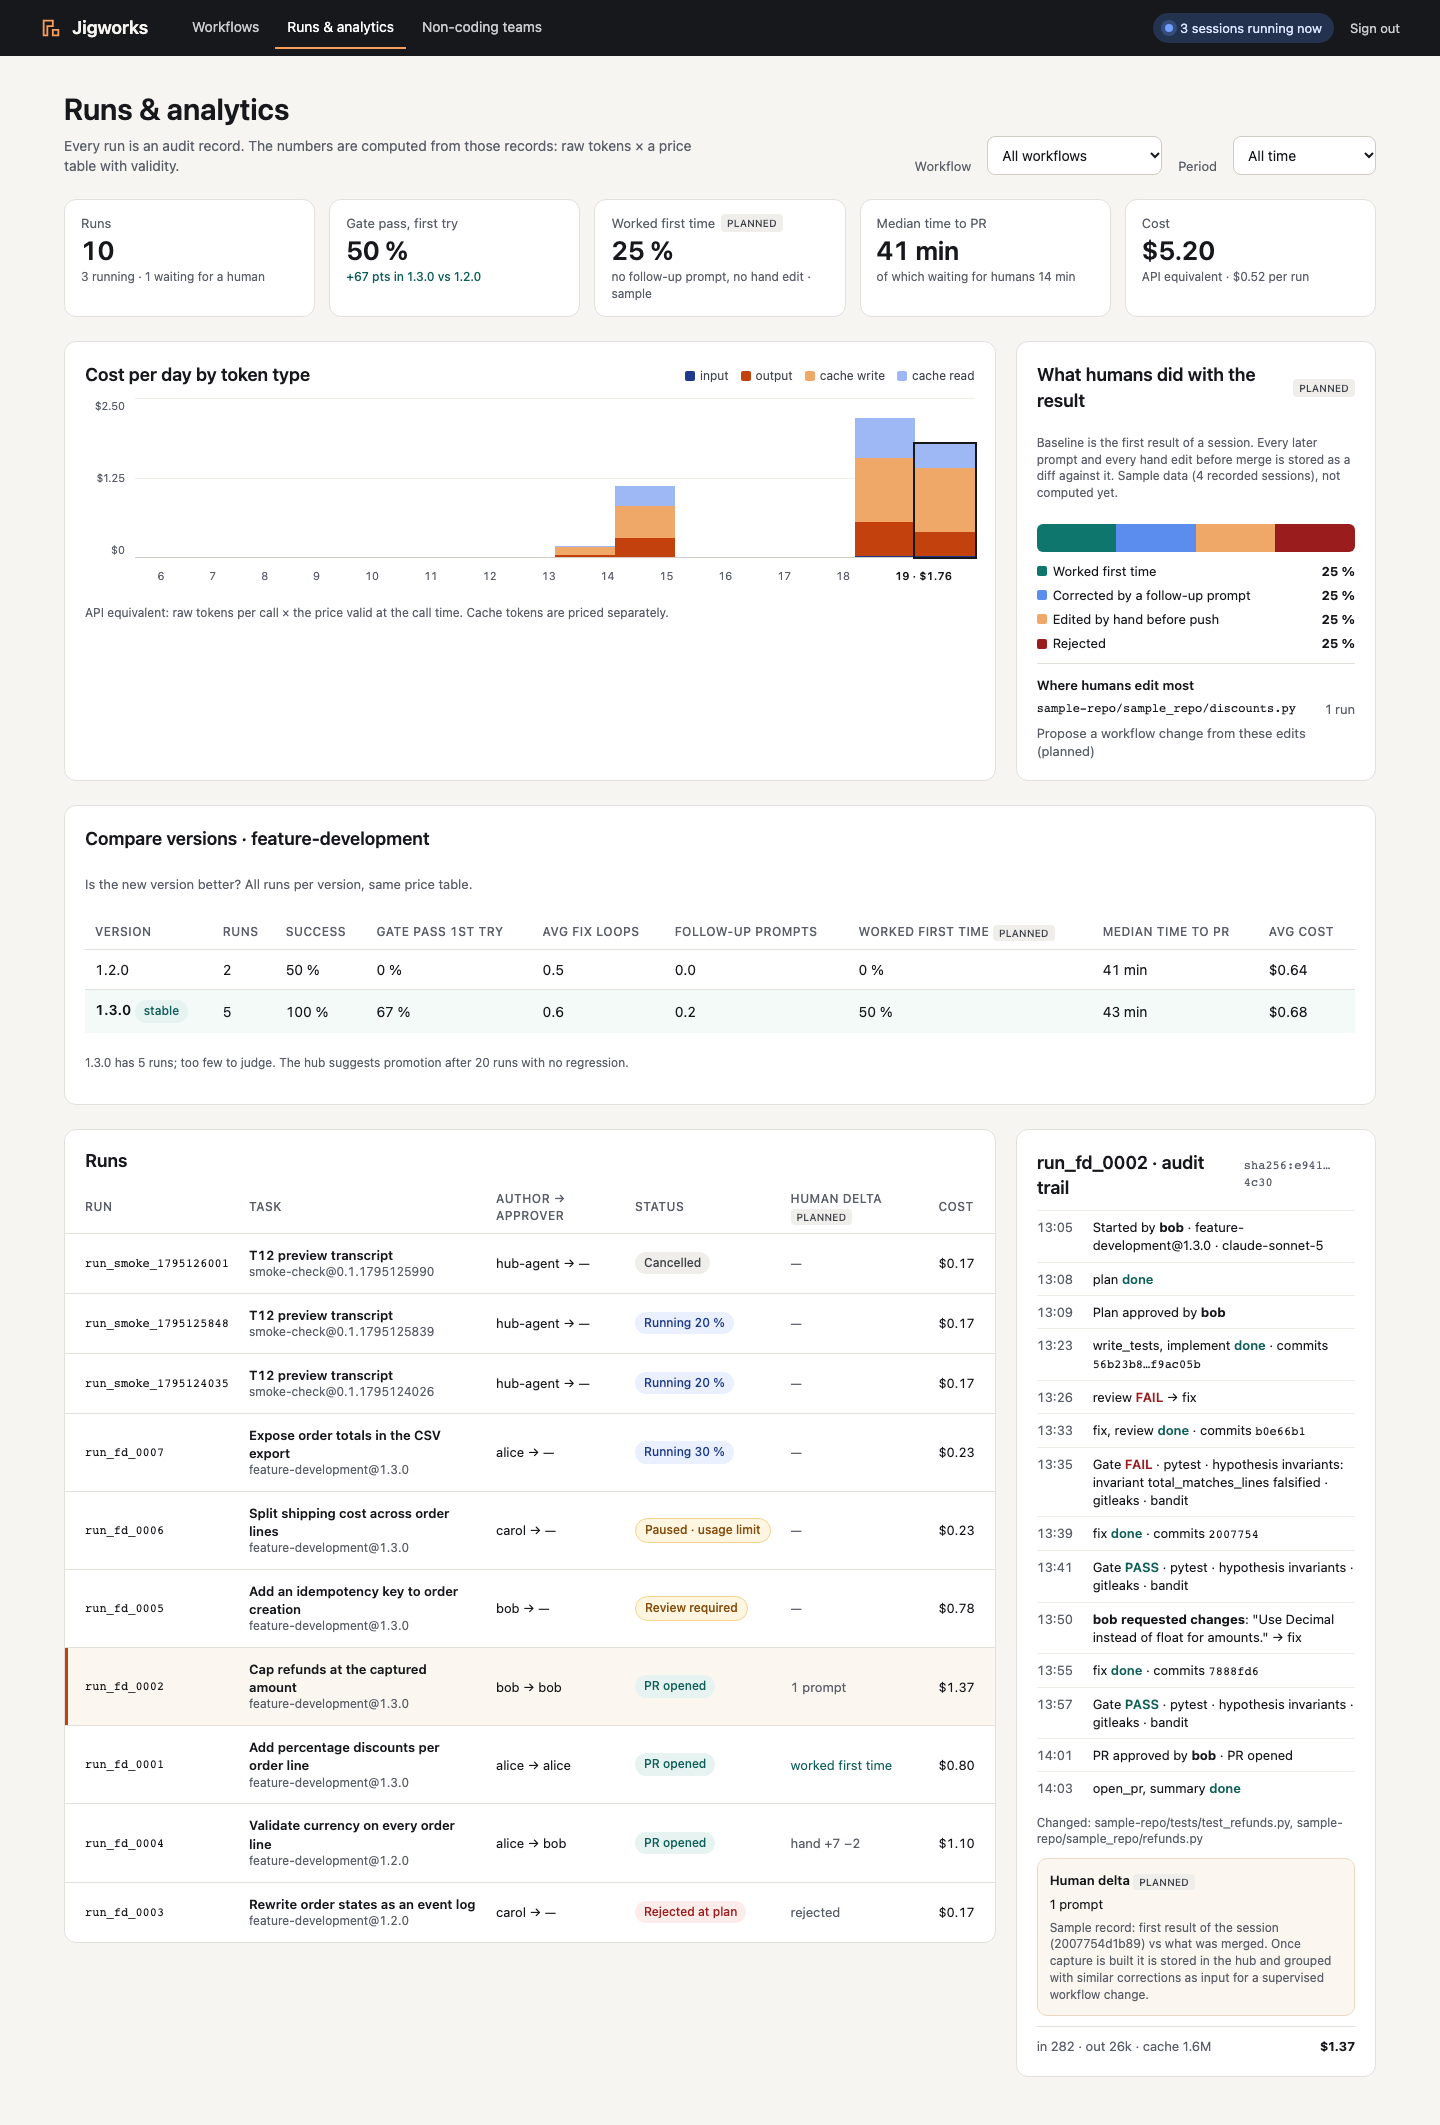 Jigworks
Workflows
Runs & analytics
Non-coding teams
3 sessions running now
Sign out
Runs & analytics
Every run is an audit record. The numbers are computed from those records: raw tokens × a price
table with validity.
Workflow
All workflows
Period
All time
Runs
10
3 running · 1 waiting for a human
Gate pass, first try
50 %
+67 pts in 1.3.0 vs 1.2.0
Worked first time PLANNED
25 %
no follow-up prompt, no hand edit ·
sample
Median time to PR
41 min
of which waiting for humans 14 min
Cost
$5.20
API equivalent · $0.52 per run
Cost per day by token type
input output cache write cache read
$2.50
$1.25
$0
6 7 8 9 10 11 12 13 14 15 16 17 18 19 · $1.76
API equivalent: raw tokens per call × the price valid at the call time. Cache tokens are priced separately.
What humans did with the
result
PLANNED
Baseline is the first result of a session. Every later
prompt and every hand edit before merge is stored as a
diff against it. Sample data (4 recorded sessions), not
computed yet.
Worked first time 25 %
Corrected by a follow-up prompt 25 %
Edited by hand before push 25 %
Rejected 25 %
Where humans edit most
sample-repo/sample_repo/discounts.py 1 run
Propose a workflow change from these edits
(planned)
Compare versions · feature-development
Is the new version better? All runs per version, same price table.
VERSION RUNS SUCCESS GATE PASS 1ST TRY AVG FIX LOOPS FOLLOW-UP PROMPTS WORKED FIRST TIME PLANNED MEDIAN TIME TO PR AVG COST
1.2.0 2 50 % 0 % 0.5 0.0 0 % 41 min $0.64
1.3.0 stable 5 100 % 67 % 0.6 0.2 50 % 43 min $0.68
1.3.0 has 5 runs; too few to judge. The hub suggests promotion after 20 runs with no regression.
Runs
RUN TASK AUTHOR → APPROVER STATUS HUMAN DELTA PLANNED COST
run_smoke_1795126001
T12 preview transcript
smoke-check@0.1.1795125990
hub-agent → — Cancelled — $0.17
run_smoke_1795125848
T12 preview transcript
smoke-check@0.1.1795125839
hub-agent → — Running 20 % — $0.17
run_smoke_1795124035
T12 preview transcript
smoke-check@0.1.1795124026
hub-agent → — Running 20 % — $0.17
run_fd_0007
Expose order totals in the CSV
export
feature-development@1.3.0
alice → — Running 30 % — $0.23
run_fd_0006
Split shipping cost across order
lines
feature-development@1.3.0
carol → — Paused · usage limit — $0.23
run_fd_0005
Add an idempotency key to order
creation
feature-development@1.3.0
bob → — Review required — $0.78
run_fd_0002
Cap refunds at the captured
amount
feature-development@1.3.0
bob → bob PR opened 1 prompt $1.37
run_fd_0001
Add percentage discounts per
order line
feature-development@1.3.0
alice → alice PR opened worked first time $0.80
run_fd_0004
Validate currency on every order
line
feature-development@1.2.0
alice → bob PR opened hand +7 −2 $1.10
run_fd_0003
Rewrite order states as an event log
feature-development@1.2.0
carol → — Rejected at plan rejected $0.17
run_fd_0002 · audit
trail
sha256:e941…
4c30
13:05 Started by bob · feature-
development@1.3.0 · claude-sonnet-5
13:08 plan done
13:09 Plan approved by bob
13:23 write_tests, implement done · commits
56b23b8…f9ac05b
13:26 review FAIL → fix
13:33 fix, review done · commits b0e66b1
13:35 Gate FAIL · pytest · hypothesis invariants:
invariant total_matches_lines falsified ·
gitleaks · bandit
13:39 fix done · commits 2007754
13:41 Gate PASS · pytest · hypothesis invariants ·
gitleaks · bandit
13:50 bob requested changes: "Use Decimal
instead of float for amounts." → fix
13:55 fix done · commits 7888fd6
13:57 Gate PASS · pytest · hypothesis invariants ·
gitleaks · bandit
14:01 PR approved by bob · PR opened
14:03 open_pr, summary done
Changed: sample-repo/tests/test_refunds.py, sample-
repo/sample_repo/refunds.py
Human delta PLANNED
1 prompt
Sample record: first result of the session
(2007754d1b89) vs what was merged. Once
capture is built it is stored in the hub and grouped
with similar corrections as input for a supervised
workflow change.
in 282 · out 26k · cache 1.6M $1.37